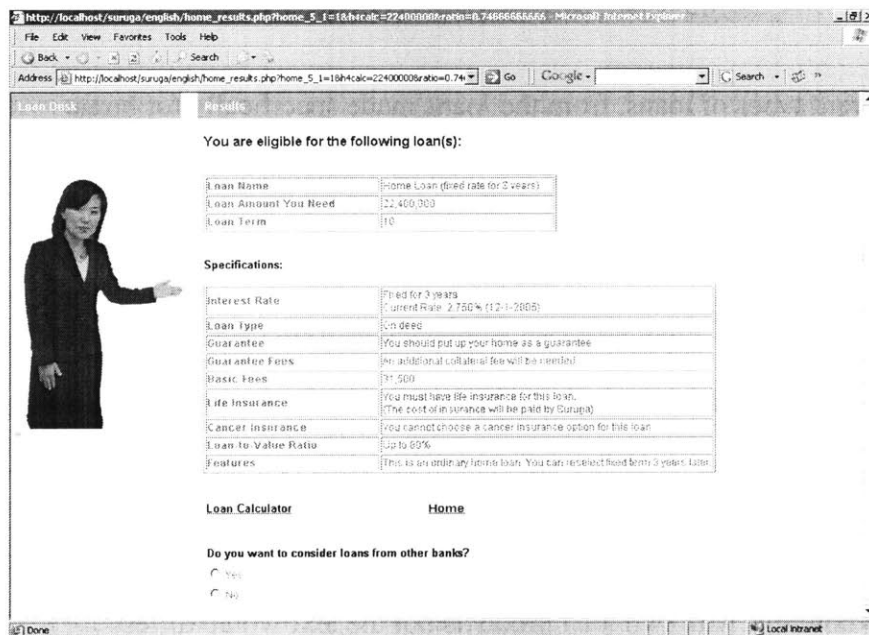 http://localhost/suruga/english/home_results.php?home_5_1=1&h4calc=22400000&ratio=0.74666666666 - Microsoft Internet Explorer
File Edit View Favorites Tools Help
Back Search
Address http://localhost/suruga/english/home_results.php?home_5_1=1&h4calc=22400000&ratio=0.74 Go Google Search »
Loan Desk Results
You are eligible for the following loan(s):
Loan Name Home Loan (fixed rate for 3 years)
Loan Amount You Need 22,400,000
Loan Term 10
Specifications:
Interest Rate Fixed for 3 years
Current Rate: 2.750% (12-1-2005)
Loan Type On deed
Guarantee You should put up your home as a guarantee
Guarantee Fees An additional collateral fee will be needed
Basic Fees 31,500
Life Insurance You must have life insurance for this loan.
(The cost of insurance will be paid by Suruga)
Cancer Insurance You cannot choose a cancer insurance option for this loan
Loan-to-Value Ratio Up to 80%
Features This is an ordinary home loan. You can reselect fixed term 3 years later.
Loan Calculator Home
Do you want to consider loans from other banks?
Yes
No
Done Local intranet